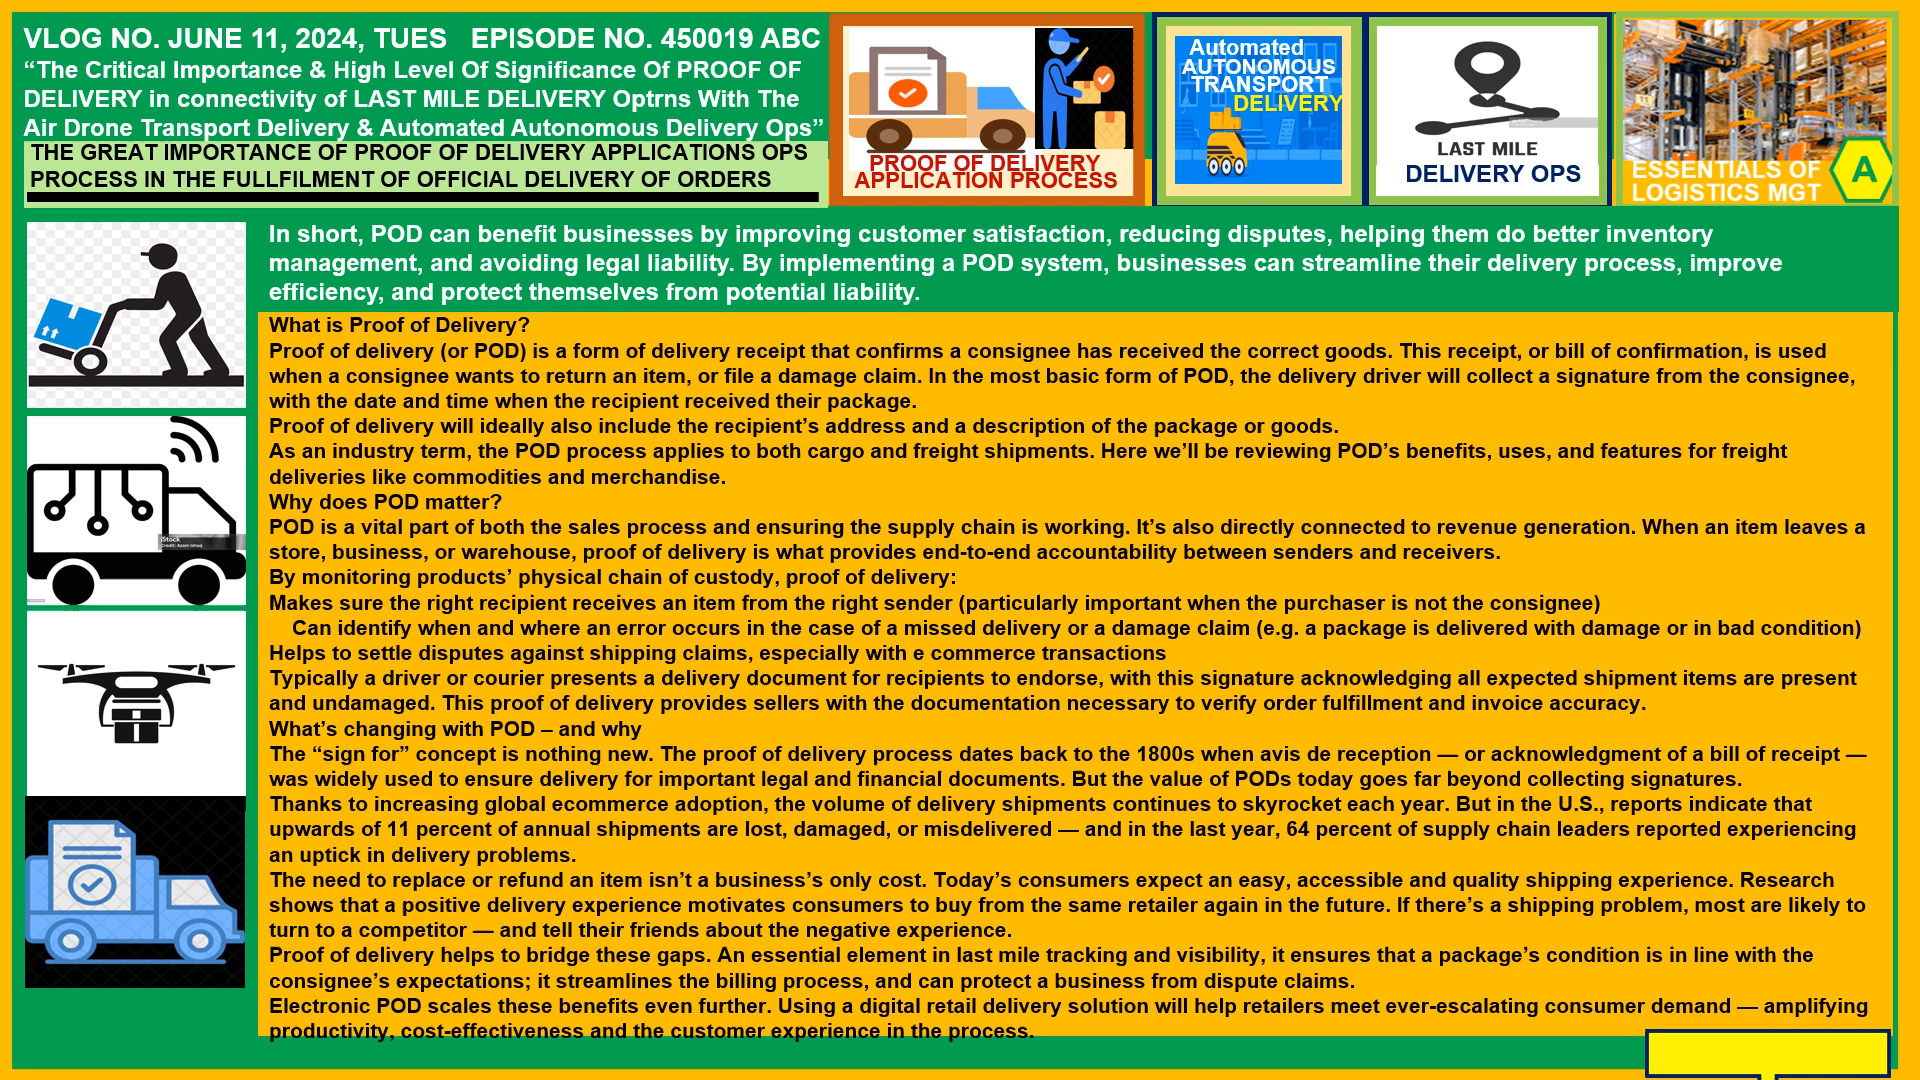 VLOG NO. JUNE 11, 2024, TUES   EPISODE NO. 450019 ABC
“The Critical Importance & High Level Of Significance Of PROOF OF
DELIVERY in connectivity of LAST MILE DELIVERY Optrns With The
Air Drone Transport Delivery & Automated Autonomous Delivery Ops”
THE GREAT IMPORTANCE OF PROOF OF DELIVERY APPLICATIONS OPS
PROCESS IN THE FULLFILMENT OF OFFICIAL DELIVERY OF ORDERS
PROOF OF DELIVERY
APPLICATION PROCESS
Automated
AUTONOMOUS
TRANSPORT
DELIVERY
LAST MILE
DELIVERY OPS
ESSENTIALS OF
LOGISTICS MGT
A
In short, POD can benefit businesses by improving customer satisfaction, reducing disputes, helping them do better inventory
management, and avoiding legal liability. By implementing a POD system, businesses can streamline their delivery process, improve
efficiency, and protect themselves from potential liability.
What is Proof of Delivery?
Proof of delivery (or POD) is a form of delivery receipt that confirms a consignee has received the correct goods. This receipt, or bill of confirmation, is used
when a consignee wants to return an item, or file a damage claim. In the most basic form of POD, the delivery driver will collect a signature from the consignee,
with the date and time when the recipient received their package.
Proof of delivery will ideally also include the recipient’s address and a description of the package or goods.
As an industry term, the POD process applies to both cargo and freight shipments. Here we’ll be reviewing POD’s benefits, uses, and features for freight
deliveries like commodities and merchandise.
Why does POD matter?
POD is a vital part of both the sales process and ensuring the supply chain is working. It’s also directly connected to revenue generation. When an item leaves a
store, business, or warehouse, proof of delivery is what provides end-to-end accountability between senders and receivers.
By monitoring products’ physical chain of custody, proof of delivery:
Makes sure the right recipient receives an item from the right sender (particularly important when the purchaser is not the consignee)
Can identify when and where an error occurs in the case of a missed delivery or a damage claim (e.g. a package is delivered with damage or in bad condition)
Helps to settle disputes against shipping claims, especially with e commerce transactions
Typically a driver or courier presents a delivery document for recipients to endorse, with this signature acknowledging all expected shipment items are present
and undamaged. This proof of delivery provides sellers with the documentation necessary to verify order fulfillment and invoice accuracy.
What’s changing with POD – and why
The “sign for” concept is nothing new. The proof of delivery process dates back to the 1800s when avis de reception — or acknowledgment of a bill of receipt —
was widely used to ensure delivery for important legal and financial documents. But the value of PODs today goes far beyond collecting signatures.
Thanks to increasing global ecommerce adoption, the volume of delivery shipments continues to skyrocket each year. But in the U.S., reports indicate that
upwards of 11 percent of annual shipments are lost, damaged, or misdelivered — and in the last year, 64 percent of supply chain leaders reported experiencing
an uptick in delivery problems.
The need to replace or refund an item isn’t a business’s only cost. Today’s consumers expect an easy, accessible and quality shipping experience. Research
shows that a positive delivery experience motivates consumers to buy from the same retailer again in the future. If there’s a shipping problem, most are likely to
turn to a competitor — and tell their friends about the negative experience.
Proof of delivery helps to bridge these gaps. An essential element in last mile tracking and visibility, it ensures that a package’s condition is in line with the
consignee’s expectations; it streamlines the billing process, and can protect a business from dispute claims.
Electronic POD scales these benefits even further. Using a digital retail delivery solution will help retailers meet ever-escalating consumer demand — amplifying
productivity, cost-effectiveness and the customer experience in the process.
iStock